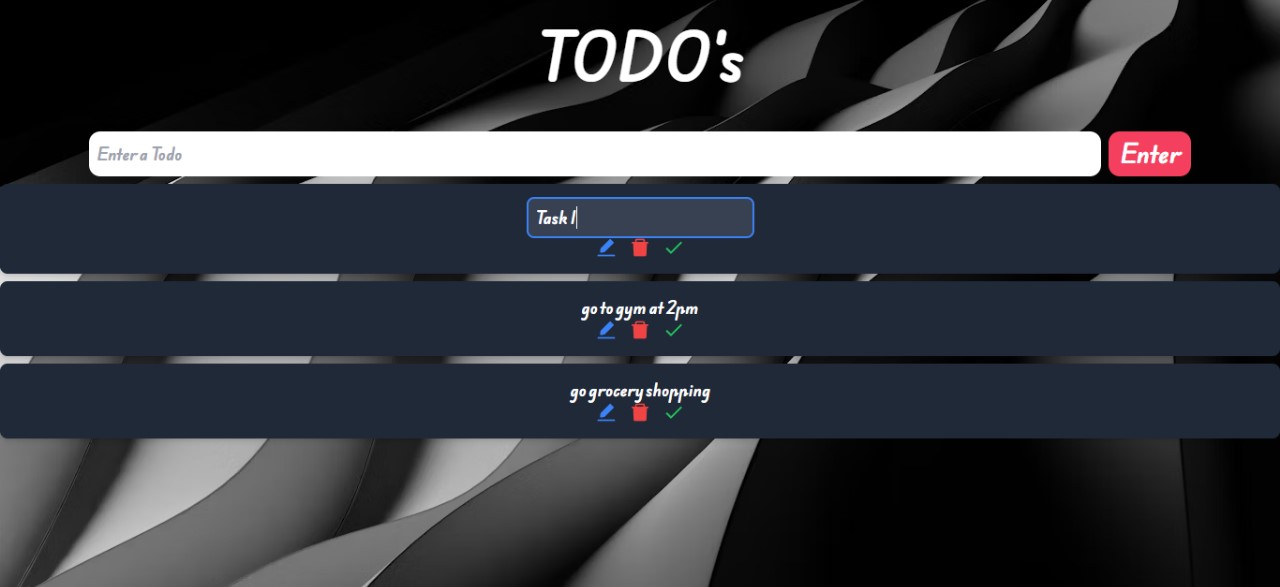 TODO's
Enter a Todo
Enter
Task 1
go to gym at 2pm
go grocery shopping